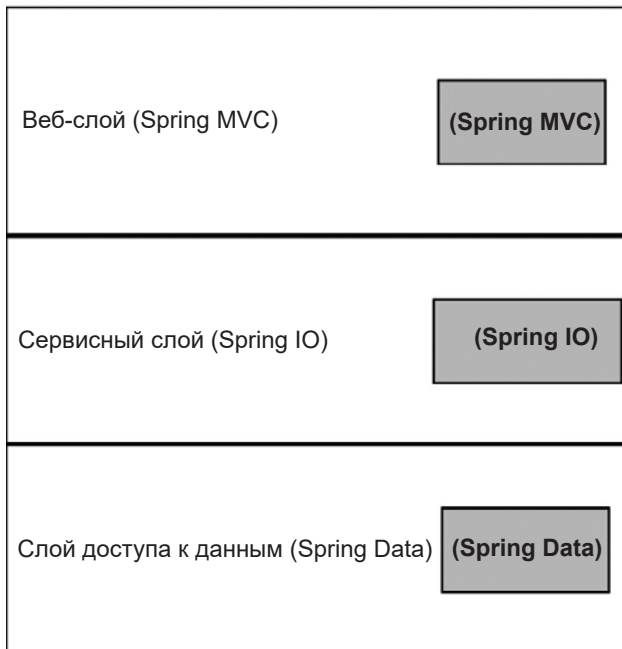 Веб-слой (Spring MVC)
(Spring MVC)
Сервисный слой (Spring IO)
(Spring IO)
Слой доступа к данным (Spring Data)
(Spring Data)